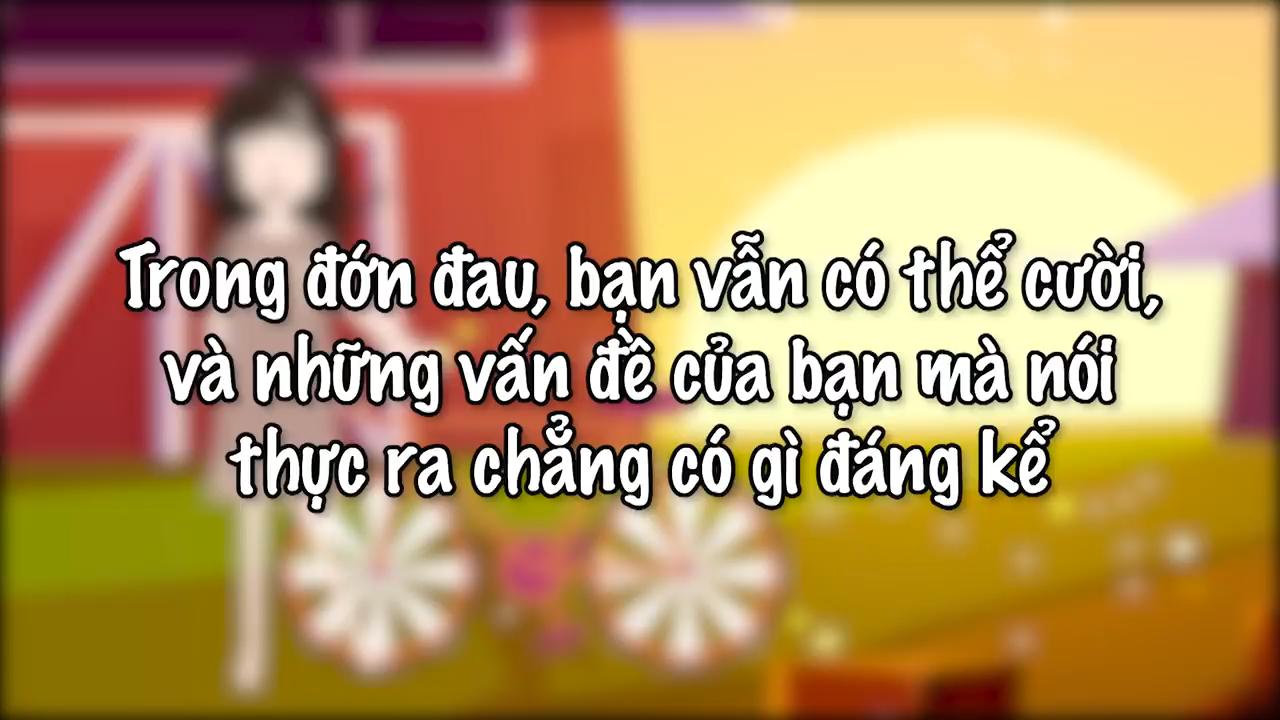 Trong đớn đau, bạn vẫn có thể cười,
và những vấn đề của bạn mà nói
thực ra chẳng có gì đáng kể